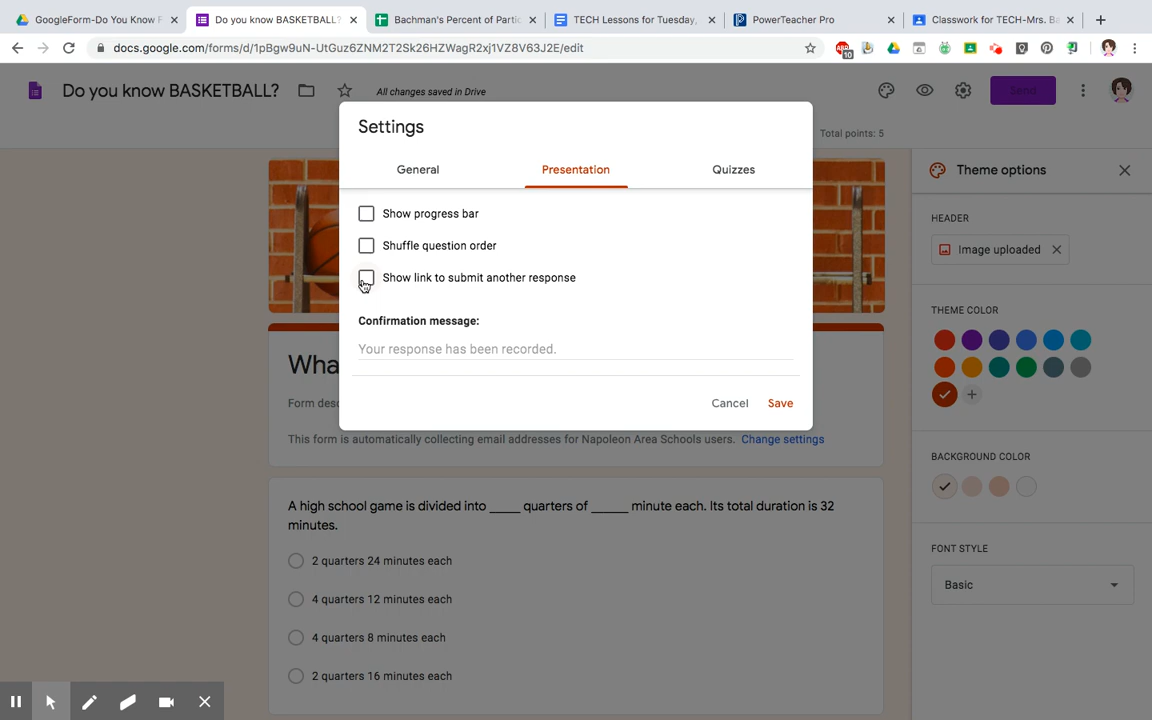 GoogleForm-Do You Know F
Do you know BASKETBALL?
Bachman's Percent of Partic
TECH Lessons for Tuesday,
PowerTeacher Pro
Classwork for TECH-Mrs. Ba
docs.google.com/forms/d/1pBgw9uN-UtGuz6ZNM2T2Sk26HZWagR2xj1VZ8V63J2E/edit
10
Do you know BASKETBALL?
All changes saved in Drive
Send
Total points: 5
Settings
General
Presentation
Quizzes
Show progress bar
Shuffle question order
Show link to submit another response
Confirmation message:
Your response has been recorded.
Cancel
Save
Wha
Form desc
This form is automatically collecting email addresses for Napoleon Area Schools users. Change settings
A high school game is divided into _____ quarters of ______ minute each. Its total duration is 32
minutes.
2 quarters 24 minutes each
4 quarters 12 minutes each
4 quarters 8 minutes each
2 quarters 16 minutes each
Theme options
HEADER
Image uploaded
THEME COLOR
BACKGROUND COLOR
FONT STYLE
Basic